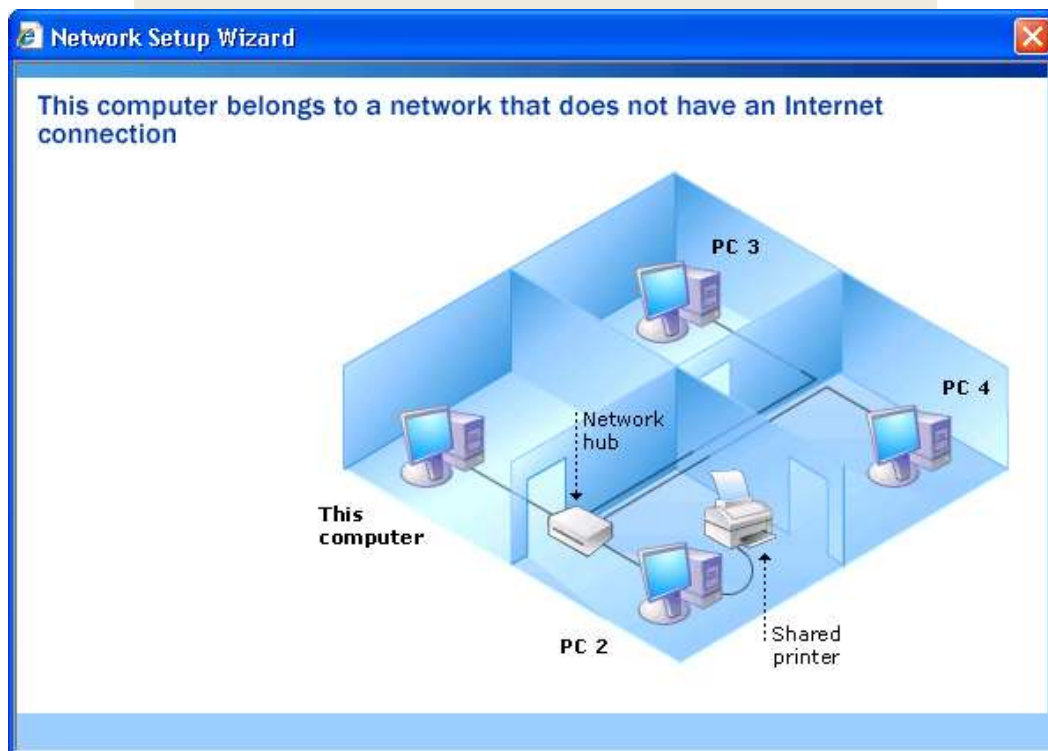 Network Setup Wizard
This computer belongs to a network that does not have an Internet
connection
PC 3
PC 4
Network
hub
This
computer
PC 2
Shared
printer